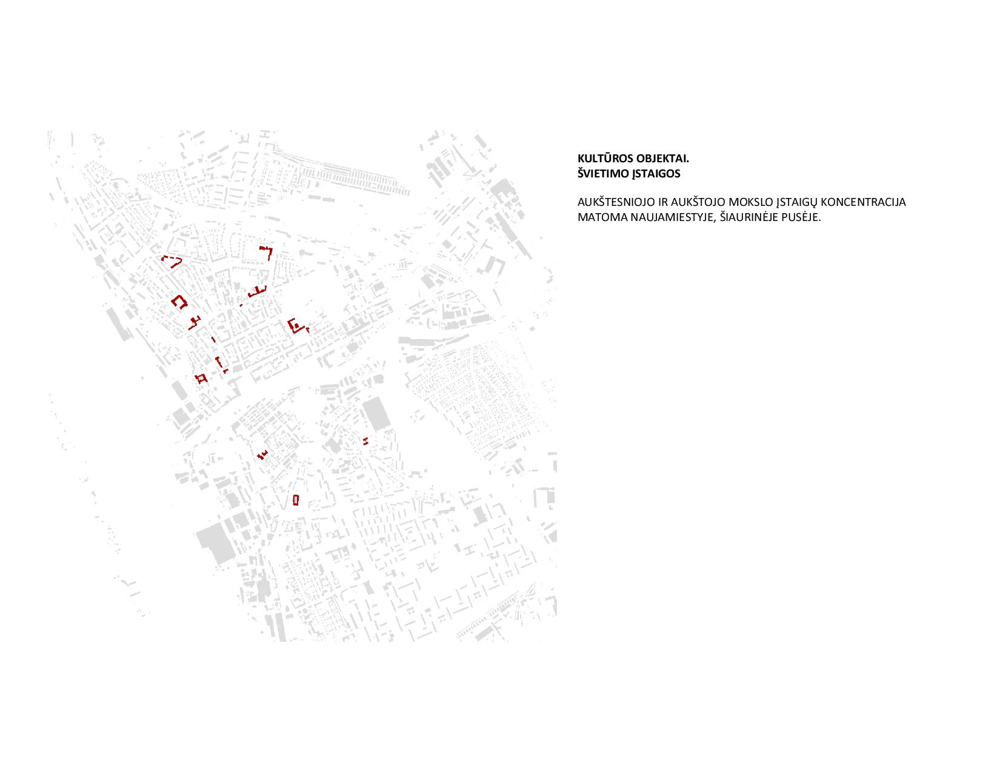 KULTŪROS OBJEKTAI.
ŠVIETIMO ĮSTAIGOS
AUKŠTESNIOJO IR AUKŠTOJO MOKSLO ĮSTAIGŲ KONCENTRACIJA
MATOMA NAUJAMIESTYJE, ŠIAURINĖJE PUSĖJE.